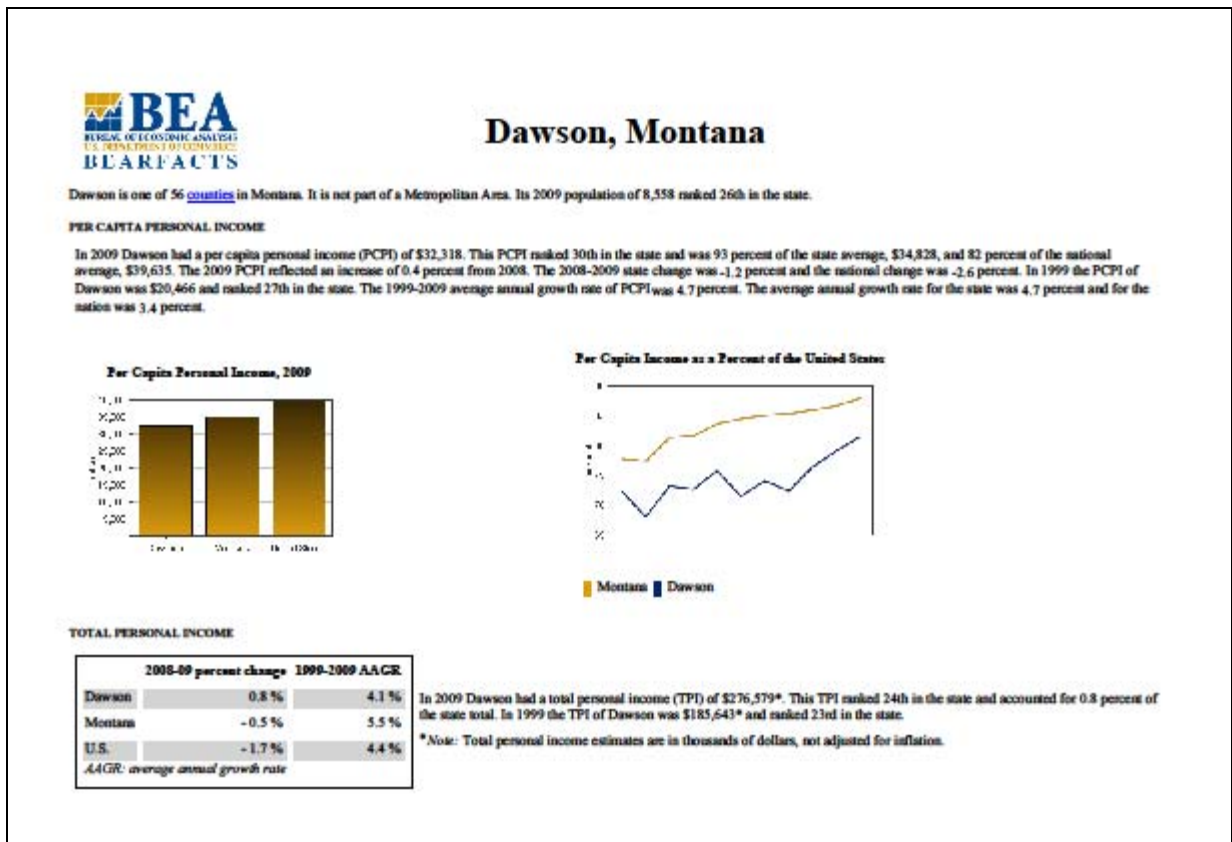 BEA
BUREAU OF ECONOMIC ANALYSIS
U.S. DEPARTMENT OF COMMERCE
BEARFACTS
Dawson, Montana
Dawson is one of 56 counties in Montana. It is not part of a Metropolitan Area. Its 2009 population of 8,558 ranked 26th in the state.
PER CAPITA PERSONAL INCOME
In 2009 Dawson had a per capita personal income (PCPI) of $32,318. This PCPI ranked 30th in the state and was 93 percent of the state average, $34,828, and 82 percent of the national
average, $39,635. The 2009 PCPI reflected an increase of 0.4 percent from 2008. The 2008-2009 state change was -1.2 percent and the national change was -2.6 percent. In 1999 the PCPI of
Dawson was $20,466 and ranked 27th in the state. The 1999-2009 average annual growth rate of PCPI was 4.7 percent. The average annual growth rate for the state was 4.7 percent and for the
nation was 3.4 percent.
Per Capita Personal Income, 2009
Per Capita Income as a Percent of the United States
Montana Dawson
TOTAL PERSONAL INCOME
2008-09 percent change 1999-2009 AAGR
Dawson 0.8 % 4.1 %
Montana - 0.5 % 5.5 %
U.S. - 1.7 % 4.4 %
AAGR: average annual growth rate
In 2009 Dawson had a total personal income (TPI) of $276,579*. This TPI ranked 24th in the state and accounted for 0.8 percent of
the state total. In 1999 the TPI of Dawson was $185,643* and ranked 23rd in the state.
*Note: Total personal income estimates are in thousands of dollars, not adjusted for inflation.